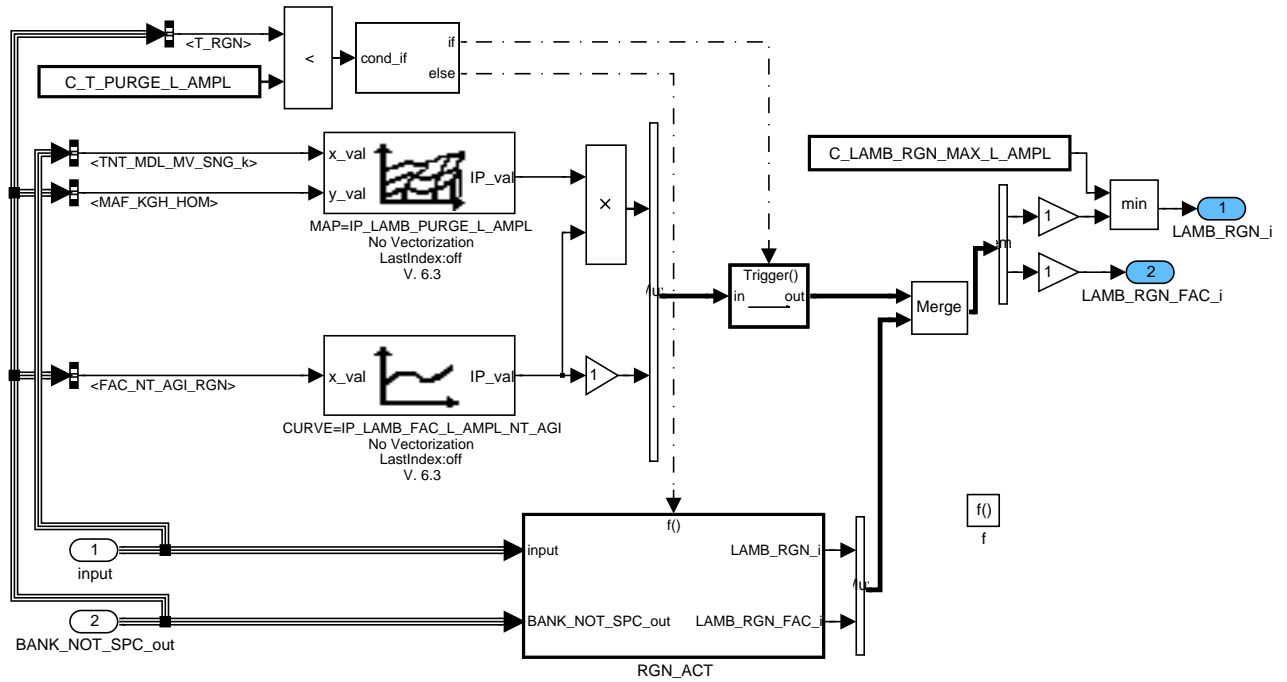 <T_RGN>
C_T_PURGE_L_AMPL
<
cond_if
if
else
<TNT_MDL_MV_SNG_k>
<MAF_KGH_HOM>
x_val
y_val
IP_val
MAP=IP_LAMB_PURGE_L_AMPL
No Vectorization
LastIndex:off
V. 6.3
×
C_LAMB_RGN_MAX_L_AMPL
1
min
1
LAMB_RGN_i
1
2
LAMB_RGN_FAC_i
Trigger()
in
out
Merge
<FAC_NT_AGI_RGN>
x_val
IP_val
1
CURVE=IP_LAMB_FAC_L_AMPL_NT_AGI
No Vectorization
LastIndex:off
V. 6.3
1
input
2
BANK_NOT_SPC_out
f()
input
BANK_NOT_SPC_out
LAMB_RGN_i
LAMB_RGN_FAC_i
RGN_ACT
f()
f